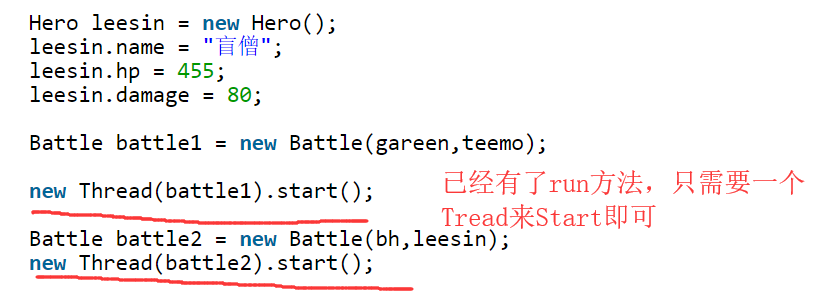 Hero leesin = new Hero();
leesin.name = "盲僧";
leesin.hp = 455;
leesin.damage = 80;
Battle battle1 = new Battle(gareen,teemo);
new Thread(battle1).start();
已经有了run方法，只需要一个
Tread来Start即可
Battle battle2 = new Battle(bh,leesin);
new Thread(battle2).start();